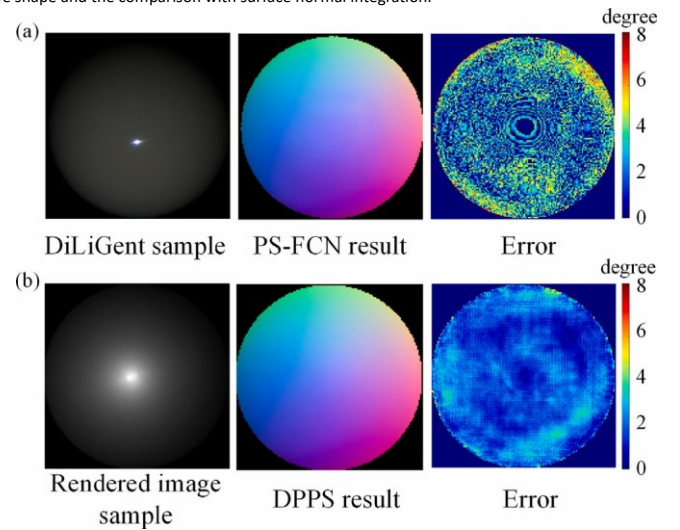 e shape and the comparison with surface normal integration.
(a)
degree
8
6
4
2
0
DiLiGent sample
PS-FCN result
Error
(b)
degree
8
6
4
2
0
Rendered image
sample
DPPS result
Error